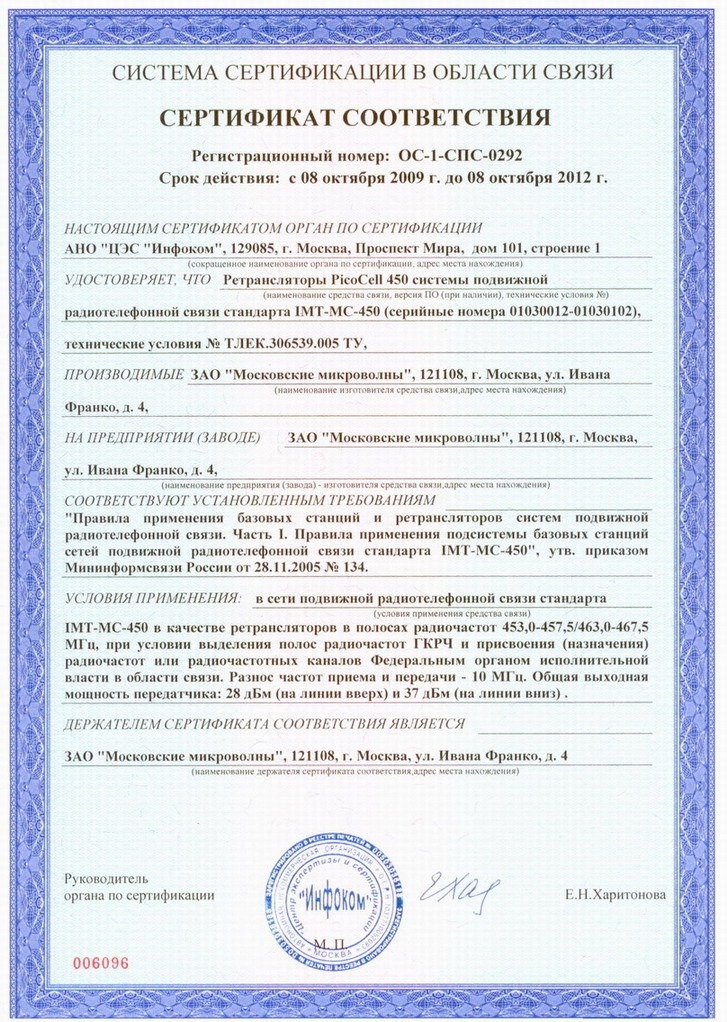 СИСТЕМА СЕРТИФИКАЦИИ В ОБЛАСТИ СВЯЗИ
СЕРТИФИКАТ СООТВЕТСТВИЯ
Регистрационный номер: ОС-1-СПС-0292
Срок действия: с 08 октября 2009 г. до 08 октября 2012 г.
НАСТОЯЩИМ СЕРТИФИКАТОМ ОРГАН ПО СЕРТИФИКАЦИИ
АНО "ЦЭС "Инфоком", 129085, г. Москва, Проспект Мира, дом 101, строение 1
(сокращенное наименование органа по сертификации, адрес места нахождения)
УДОСТОВЕРЯЕТ, ЧТО Ретрансляторы PicoCell 450 системы подвижной
(наименование средства связи, версия ПО (при наличии), технические условия №)
радиотелефонной связи стандарта IMT-MC-450 (серийные номера 01030012-01030102),
технические условия № ТЛЕК.306539.005 ТУ,
ПРОИЗВОДИМЫЕ ЗАО "Московские микроволны", 121108, г. Москва, ул. Ивана
(наименование изготовителя средства связи,адрес места нахождения)
Франко, д. 4,
НА ПРЕДПРИЯТИИ (ЗАВОДЕ) ЗАО "Московские микроволны", 121108, г. Москва,
ул. Ивана Франко, д. 4,
(наименование предприятия (завода) - изготовителя средства связи,адрес места нахождения)
СООТВЕТСТВУЮТ УСТАНОВЛЕННЫМ ТРЕБОВАНИЯМ
"Правила применения базовых станций и ретрансляторов систем подвижной
радиотелефонной связи. Часть I. Правила применения подсистемы базовых станций
сетей подвижной радиотелефонной связи стандарта IMT-MC-450", утв. приказом
Мининформсвязи России от 28.11.2005 № 134.
УСЛОВИЯ ПРИМЕНЕНИЯ: в сети подвижной радиотелефонной связи стандарта
(условия применения средства связи)
IMT-MC-450 в качестве ретрансляторов в полосах радиочастот 453,0-457,5/463,0-467,5
МГц, при условии выделения полос радиочастот ГКРЧ и присвоения (назначения)
радиочастот или радиочастотных каналов Федеральным органом исполнительной
власти в области связи. Разнос частот приема и передачи - 10 МГц. Общая выходная
мощность передатчика: 28 дБм (на линии вверх) и 37 дБм (на линии вниз) .
ДЕРЖАТЕЛЕМ СЕРТИФИКАТА СООТВЕТСТВИЯ ЯВЛЯЕТСЯ
ЗАО "Московские микроволны", 121108, г. Москва, ул. Ивана Франко, д. 4
(наименование держателя сертификата соответствия,адрес места нахождения)
Центр экспертизы и сертификации
"Инфоком"
МОСКВА
Руководитель
органа по сертификации
Е.Н.Харитонова
М. П.
006096